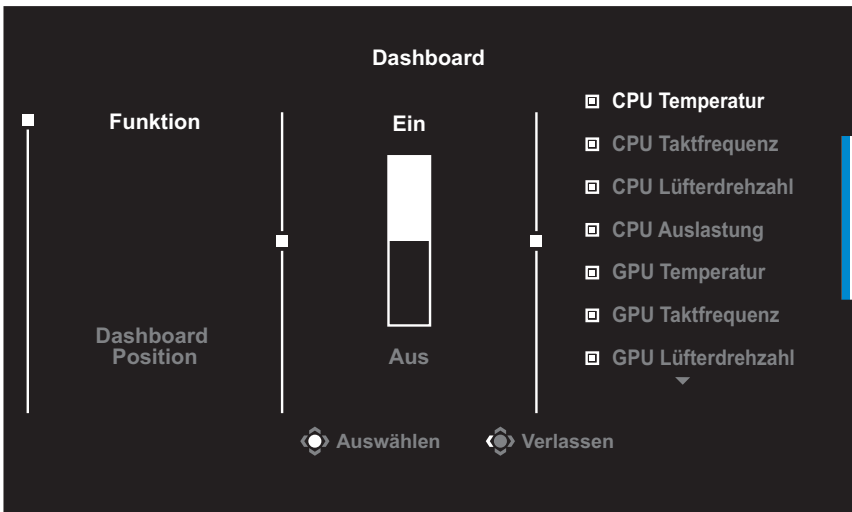 Dashboard
Funktion
Dashboard
Position
Ein
Aus
CPU Temperatur
CPU Taktfrequenz
CPU Lüfterdrehzahl
CPU Auslastung
GPU Temperatur
GPU Taktfrequenz
GPU Lüfterdrehzahl
Auswählen
Verlassen